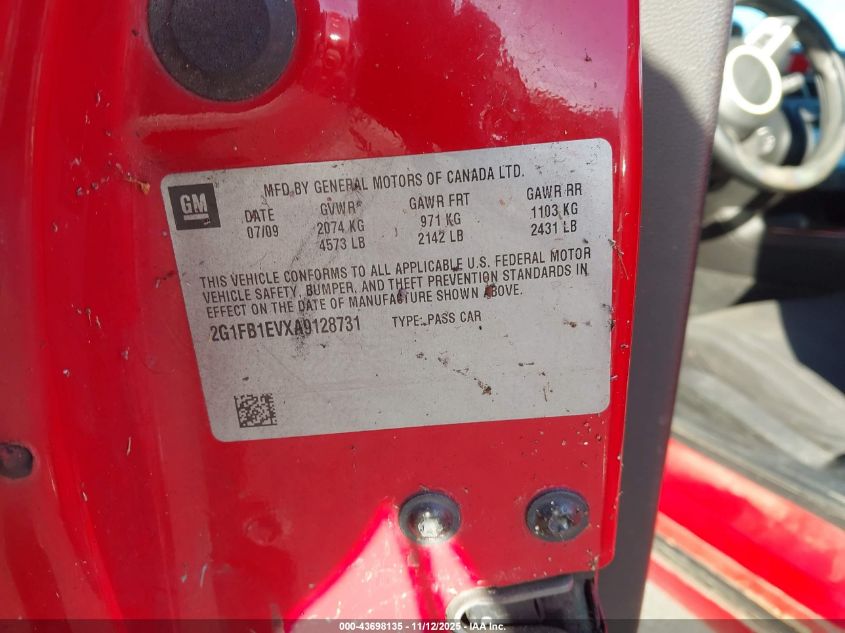 MFD BY GENERAL MOTORS OF CANADA LTD.
GM
DATE GVWR* GAWR FRT GAWR RR
07/09 2074 KG 971 KG 1103 KG
4573 LB 2142 LB 2431 LB
THIS VEHICLE CONFORMS TO ALL APPLICABLE U.S. FEDERAL MOTOR
VEHICLE SAFETY, BUMPER, AND THEFT PREVENTION STANDARDS IN
EFFECT ON THE DATE OF MANUFACTURE SHOWN ABOVE.
2G1FB1EVXA9128731 TYPE: PASS CAR
000-43698135 - 11/12/2025 - IAA Inc.